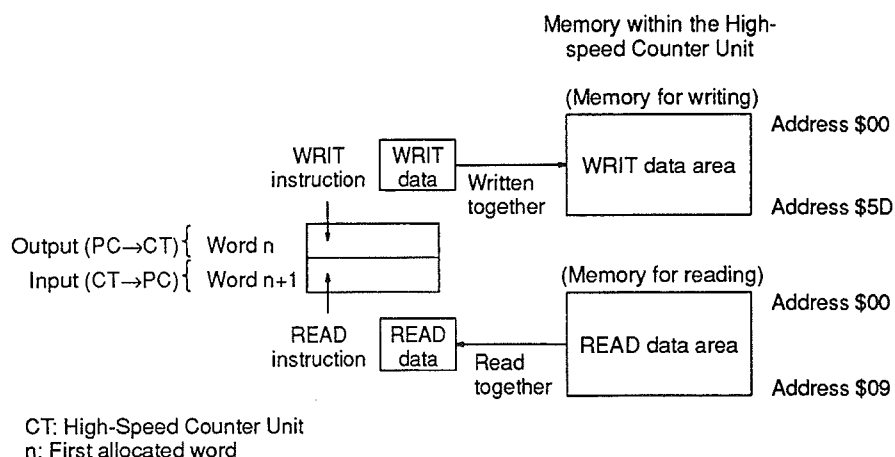 Memory within the High-
speed Counter Unit
(Memory for writing)
Address $00
WRIT
instruction
WRIT
data
WRIT data area
Written
together
Address $5D
Output (PC→CT){ Word n
Input (CT→PC){ Word n+1
(Memory for reading)
Address $00
READ
instruction
READ
data
READ data area
Read
together
Address $09
CT: High-Speed Counter Unit
n: First allocated word